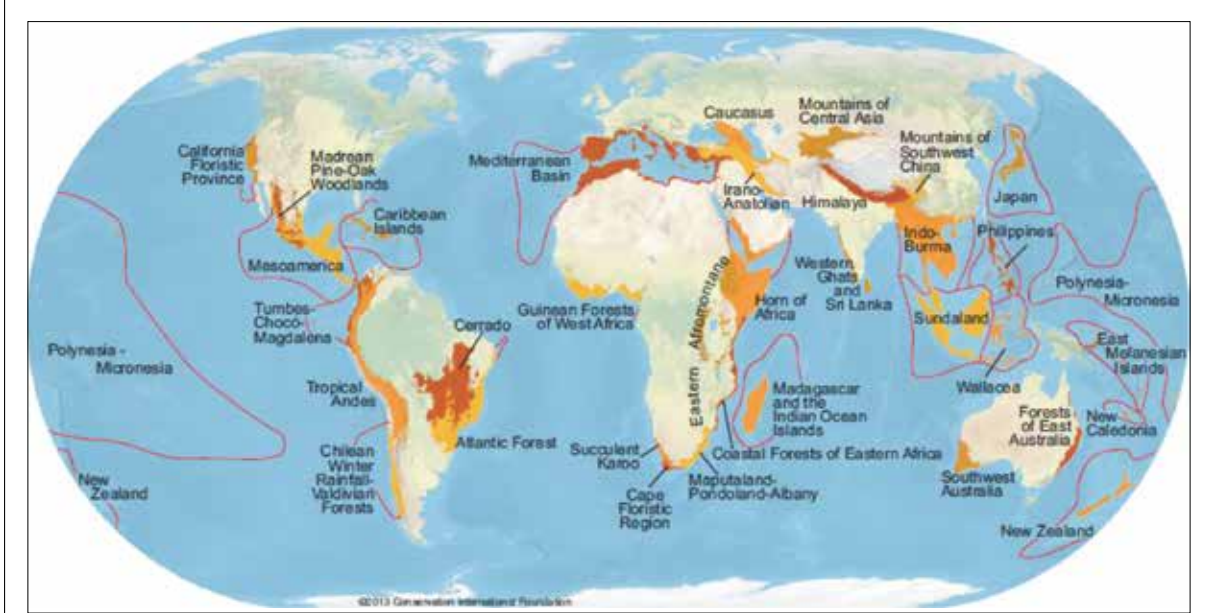 Caucasus
Mountains of
Central Asia
Mountains of
Southwest
China
California
Floristic
Province
Madrean
Pine-Oak
Woodlands
Mediterranean
Basin
Irano-
Anatolian
Himalaya
Japan
Caribbean
Islands
Indo-
Burma
Philippines
Mesoamerica
Western
Ghats
and
Sri Lanka
Polynesia-
Micronesia
Tumbes-
Choco-
Magdalena
Cerrado
Guinean Forests
of West Africa
Eastern Afromontane
Horn of
Africa
Sundaland
East
Melanesian
Islands
Polynesia -
Micronesia
Tropical
Andes
Madagascar
and the
Indian Ocean
Islands
Wallacea
Forests
of East
Australia
New
Caledonia
Atlantic Forest
Chilean
Winter
Rainfall-
Valdivian
Forests
Succulent
Karoo
Coastal Forests of Eastern Africa
Maputaland-
Pondoland-Albany
Cape
Floristic
Region
Southwest
Australia
New
Zealand
New Zealand
©2013 Conservation International Foundation